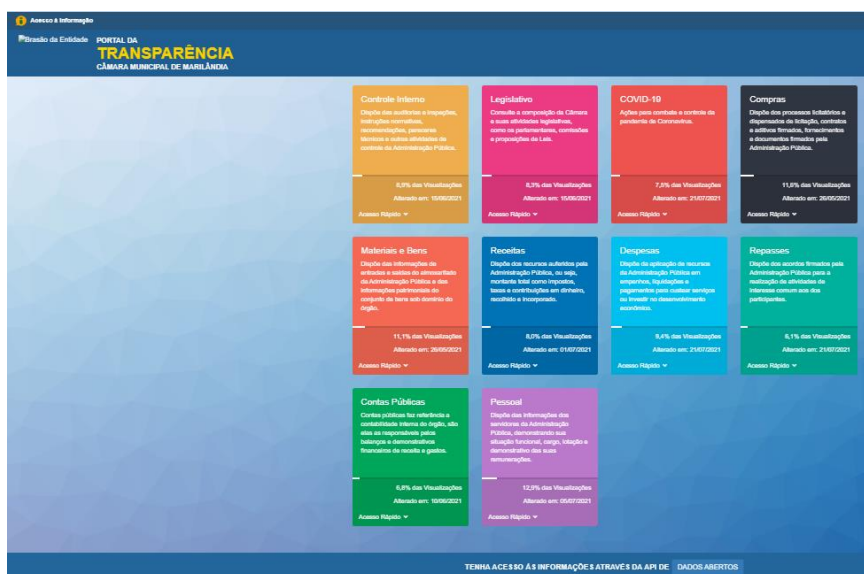 Acesso à Informação
Brasão da Entidade
PORTAL DA
TRANSPARÊNCIA
CÂMARA MUNICIPAL DE MARILÂNDIA
Controle Interno
Dispõe das auditorias e inspeções,
instruções normativas,
recomendações, pareceres
técnicos e outras atividades de
controle da Administração Pública.
8,9% das Visualizações
Alterado em: 15/06/2021
Acesso Rápido
Legislativo
Consulte a composição da Câmara
e suas atividades legislativas,
como os parlamentares, comissões
e proposições de Leis.
8,3% das Visualizações
Alterado em: 15/06/2021
Acesso Rápido
COVID-19
Ações para combate e controle da
pandemia de Coronavírus.
7,5% das Visualizações
Alterado em: 21/07/2021
Acesso Rápido
Compras
Dispõe dos processos licitatórios e
dispensados de licitação, contratos
e aditivos firmados, fornecimentos
e documentos firmados pela
Administração Pública.
11,6% das Visualizações
Alterado em: 26/05/2021
Acesso Rápido
Materiais e Bens
Dispõe das informações de
entradas e saídas do almoxarifado
da Administração Pública e das
informações patrimoniais do
conjunto de bens sob domínio do
órgão.
11,1% das Visualizações
Alterado em: 26/05/2021
Acesso Rápido
Receitas
Dispõe dos recursos auferidos pela
Administração Pública, ou seja,
montante total como impostos,
taxas e contribuições em dinheiro,
recolhido e incorporado.
8,0% das Visualizações
Alterado em: 01/07/2021
Acesso Rápido
Despesas
Dispõe da aplicação de recursos
da Administração Pública em
empenhos, liquidações e
pagamentos para custear serviços
ou investir no desenvolvimento
econômico.
9,4% das Visualizações
Alterado em: 21/07/2021
Acesso Rápido
Repasses
Dispõe dos acordos firmados pela
Administração Pública para a
realização de atividades de
interesse comum aos dos
participantes.
6,1% das Visualizações
Alterado em: 21/07/2021
Acesso Rápido
Contas Públicas
Contas públicas faz referência a
contabilidade interna do órgão, são
elas as responsáveis pelos
balanços e demonstrativos
financeiros de receita e gastos.
6,8% das Visualizações
Alterado em: 10/06/2021
Acesso Rápido
Pessoal
Dispõe das informações dos
servidores da Administração
Pública, demonstrando sua
situação funcional, cargo, lotação e
demonstrativo das suas
remunerações.
12,9% das Visualizações
Alterado em: 05/07/2021
Acesso Rápido
TENHA ACESSO ÀS INFORMAÇÕES ATRAVÉS DA API DE DADOS ABERTOS